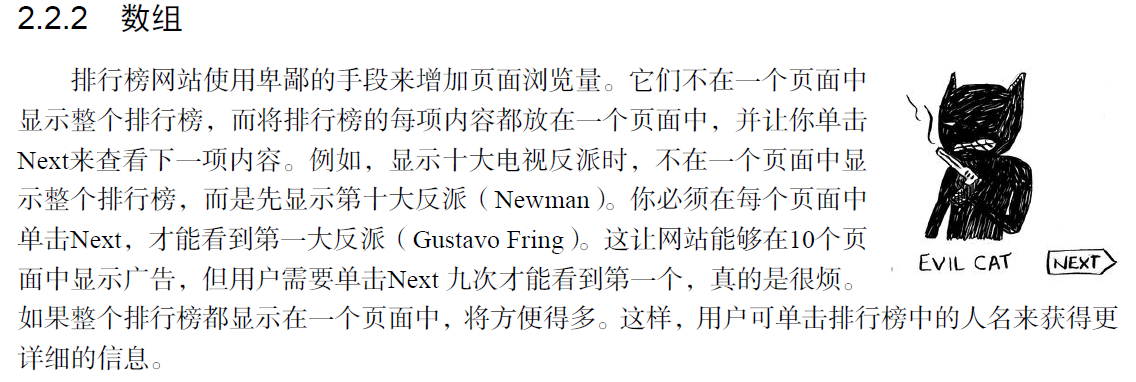 2.2.2 数组
排行榜网站使用卑鄙的手段来增加页面浏览量。它们不在一个页面中
显示整个排行榜，而将排行榜的每项内容都放在一个页面中，并让你单击
Next来查看下一项内容。例如，显示十大电视反派时，不在一个页面中显
示整个排行榜，而是先显示第十大反派（Newman）。你必须在每个页面中
单击Next，才能看到第一大反派（Gustavo Fring）。这让网站能够在10个页
面中显示广告，但用户需要单击Next 九次才能看到第一个，真的是很烦。
如果整个排行榜都显示在一个页面中，将方便得多。这样，用户可单击排行榜中的人名来获得更
详细的信息。
EVIL CAT
NEXT